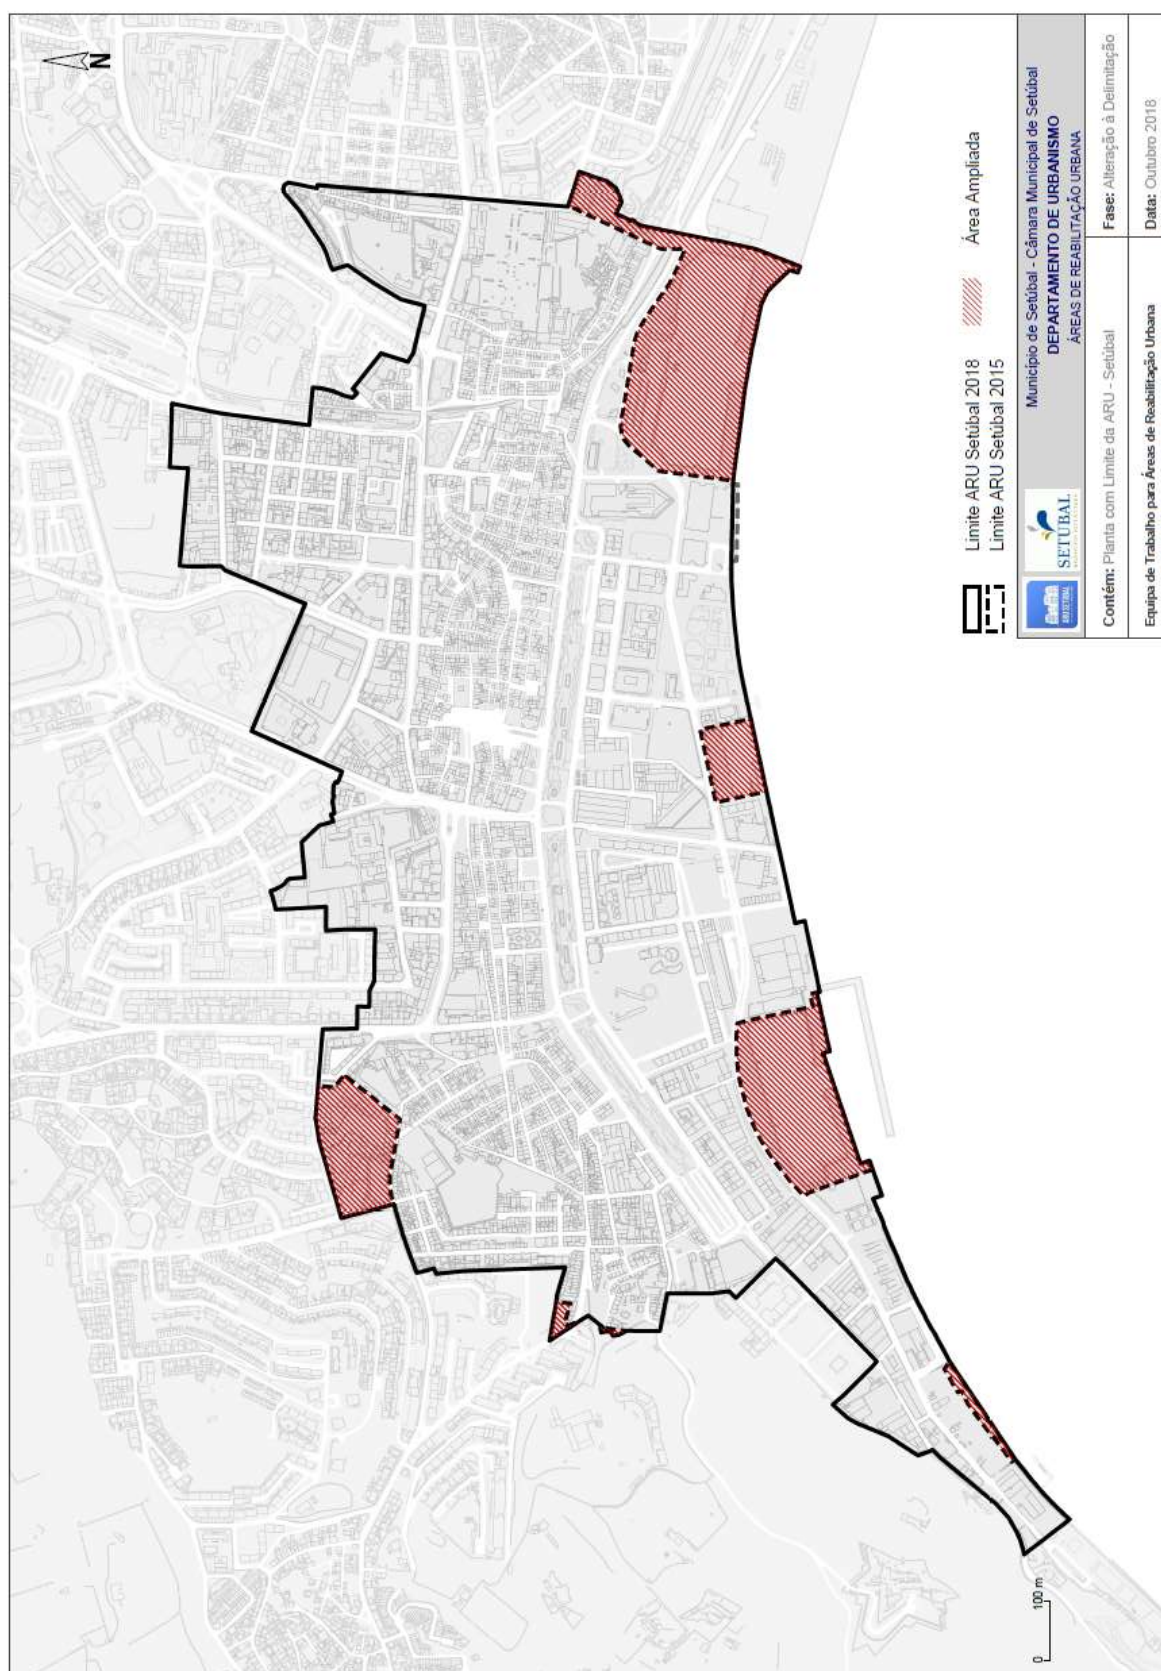 N
Limite ARU Setúbal 2018
Limite ARU Setúbal 2015
Área Ampliada
Município de Setúbal - Câmara Municipal de Setúbal
DEPARTAMENTO DE URBANISMO
ÁREAS DE REABILITAÇÃO URBANA
SETÚBAL
Contém: Planta com Limite da ARU - Setúbal
Fase: Alteração à Delimitação
Equipa de Trabalho para Áreas de Reabilitação Urbana
Data: Outubro 2018
0 100 m